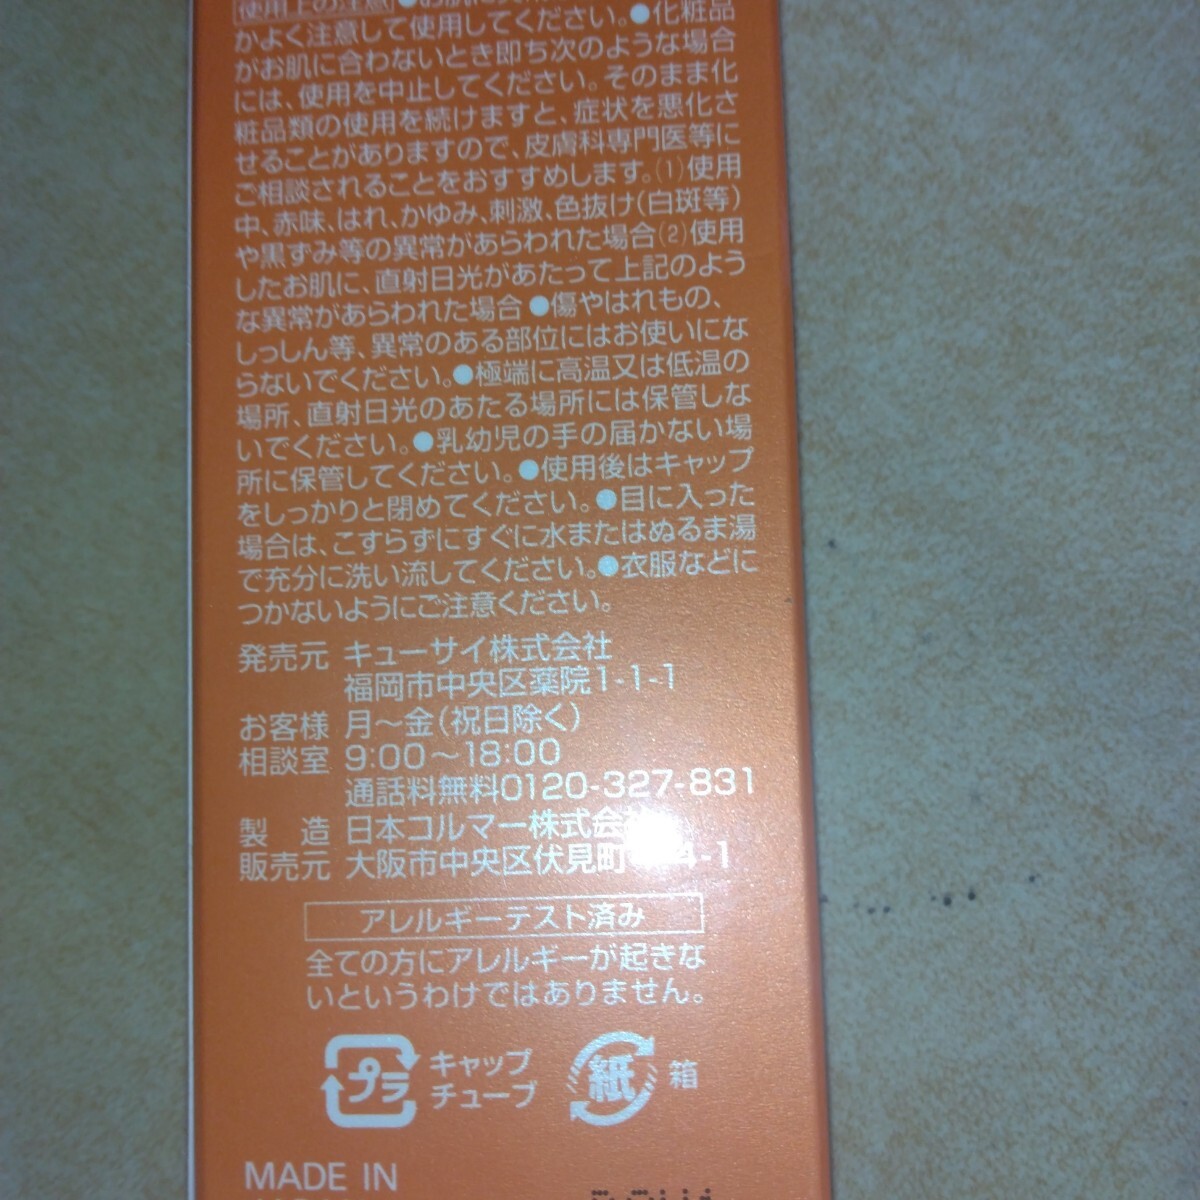 使用上の注意
かよく注意して使用してください。●化粧品
がお肌に合わないとき即ち次のような場合
には、使用を中止してください。そのまま化
粧品類の使用を続けますと、症状を悪化さ
せることがありますので、皮膚科専門医等に
ご相談されることをおすすめします。(1)使用
中、赤味、はれ、かゆみ、刺激、色抜け(白斑等)
や黒ずみ等の異常があらわれた場合(2)使用
したお肌に、直射日光があたって上記のよう
な異常があらわれた場合●傷やはれもの、
しっしん等、異常のある部位にはお使いにな
らないでください。●極端に高温又は低温の
場所、直射日光のあたる場所には保管しな
いでください。●乳幼児の手の届かない場
所に保管してください。●使用後はキャップ
をしっかりと閉めてください。●目に入った
場合は、こすらずにすぐに水またはぬるま湯
で充分に洗い流してください。●衣服などに
つかないようにご注意ください。
発売元 キューサイ株式会社
福岡市中央区薬院1-1-1
お客様 月〜金(祝日除く)
相談室 9:00〜18:00
通話料無料0120-327-831
製 造 日本コルマー株式会
販売元 大阪市中央区伏見町 4-1
アレルギーテスト済み
全ての方にアレルギーが起きな
いというわけではありません。
プラ キャップ
チューブ
紙 箱
MADE IN